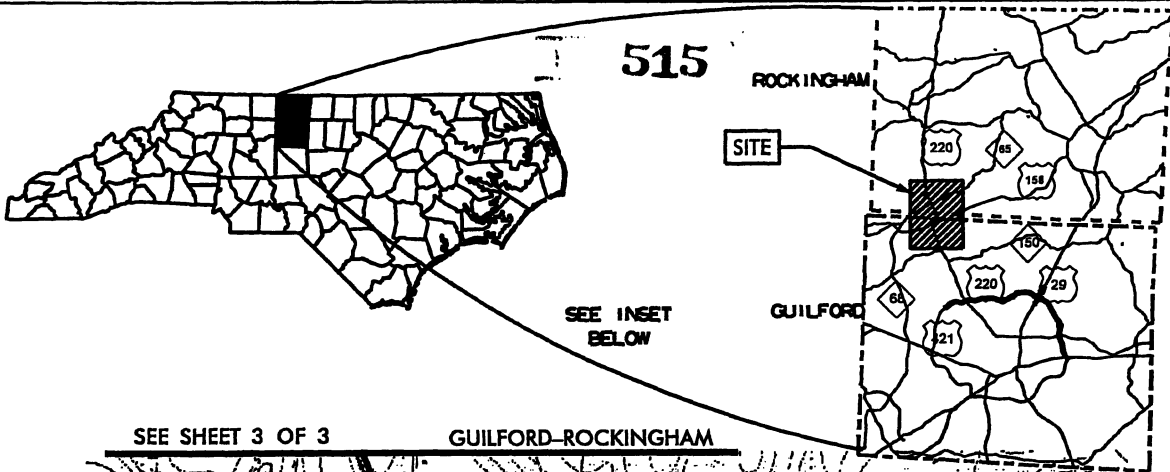 515
ROCKINGHAM
SITE
220
65
158
150
220
29
68
421
GUILFORD
SEE INSET
BELOW
SEE SHEET 3 OF 3
GUILFORD–ROCKINGHAM